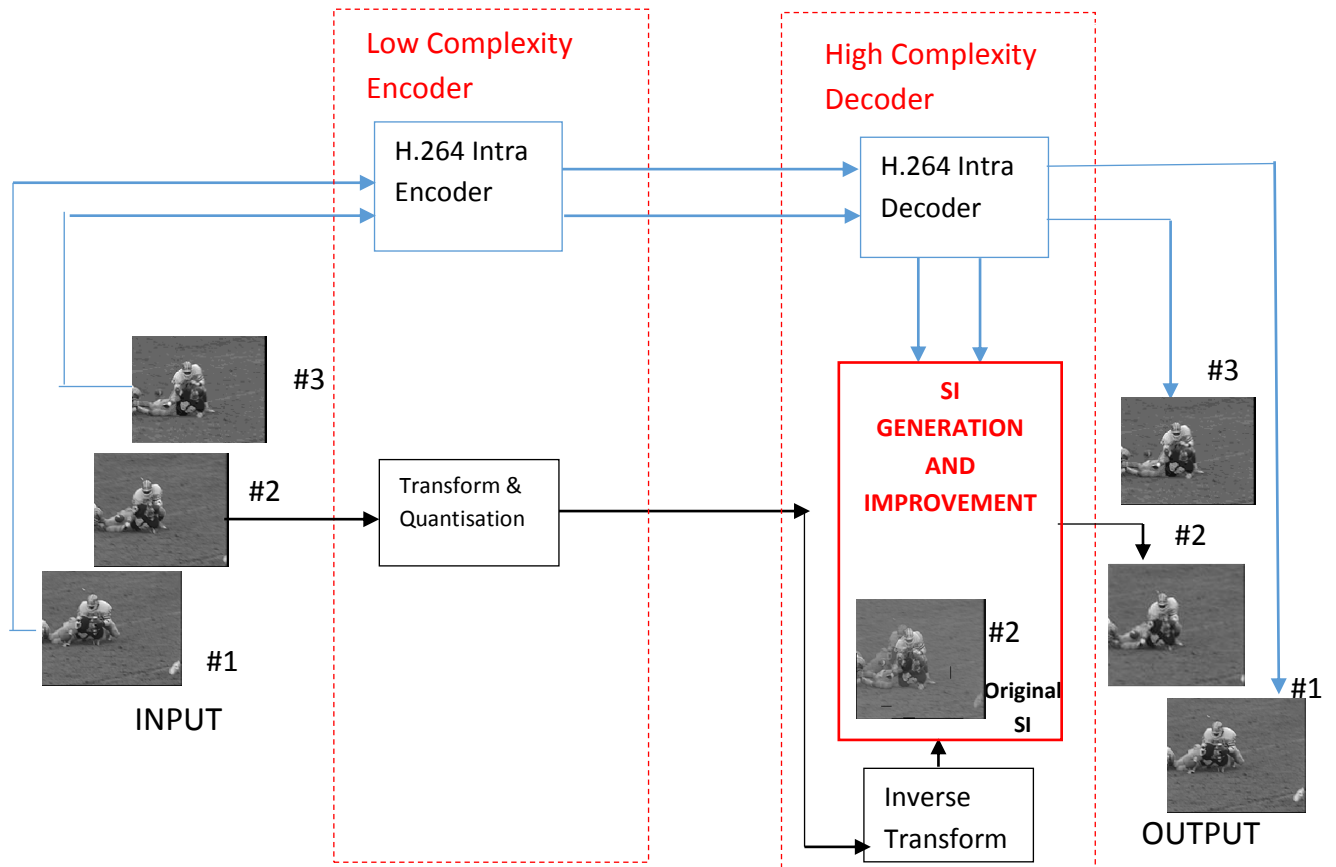 Low Complexity
Encoder
High Complexity
Decoder
H.264 Intra
Encoder
H.264 Intra
Decoder
#3
#2
#1
INPUT
Transform &
Quantisation
SI
GENERATION
AND
IMPROVEMENT
#2
Original
SI
Inverse
Transform
#3
#2
#1
OUTPUT